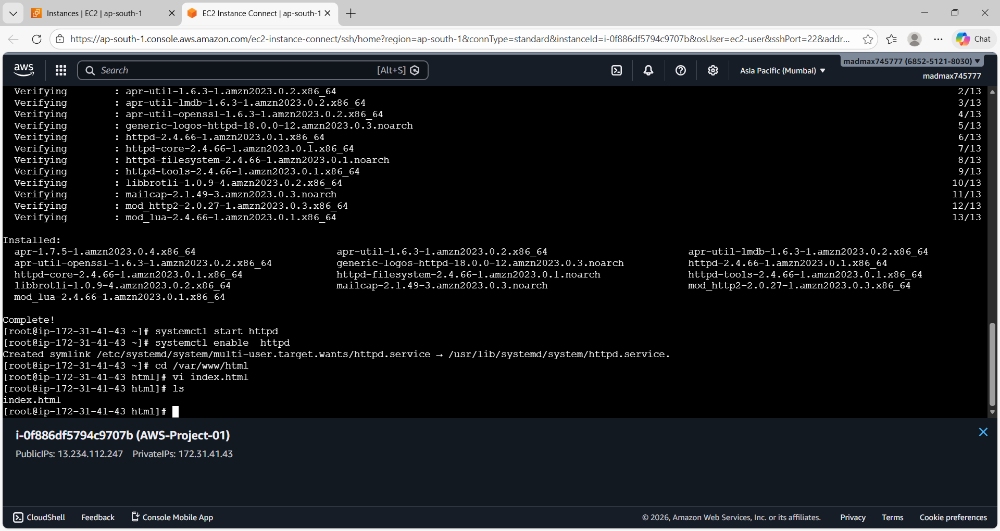 Instances | EC2 | ap-south-1
EC2 Instance Connect | ap-south-1
https://ap-south-1.console.aws.amazon.com/ec2-instance-connect/ssh/home?region=ap-south-1&connType=standard&instanceId=i-0f886df5794c9707b&osUser=ec2-user&sshPort=22&addr...
Chat
aws
Search [Alt+S]
Asia Pacific (Mumbai)
madmax745777 (6852-5121-8030)
madmax745777
Verifying : apr-util-1.6.3-1.amzn2023.0.2.x86_64 2/13
Verifying : apr-util-lmdb-1.6.3-1.amzn2023.0.2.x86_64 3/13
Verifying : apr-util-openssl-1.6.3-1.amzn2023.0.2.x86_64 4/13
Verifying : generic-logos-httpd-18.0.0-12.amzn2023.0.3.noarch 5/13
Verifying : httpd-2.4.66-1.amzn2023.0.1.x86_64 6/13
Verifying : httpd-core-2.4.66-1.amzn2023.0.1.x86_64 7/13
Verifying : httpd-filesystem-2.4.66-1.amzn2023.0.1.noarch 8/13
Verifying : httpd-tools-2.4.66-1.amzn2023.0.1.x86_64 9/13
Verifying : libbrotli-1.0.9-4.amzn2023.0.2.x86_64 10/13
Verifying : mailcap-2.1.49-3.amzn2023.0.3.noarch 11/13
Verifying : mod_http2-2.0.27-1.amzn2023.0.3.x86_64 12/13
Verifying : mod_lua-2.4.66-1.amzn2023.0.1.x86_64 13/13
Installed:
apr-1.7.5-1.amzn2023.0.4.x86_64 apr-util-1.6.3-1.amzn2023.0.2.x86_64 apr-util-lmdb-1.6.3-1.amzn2023.0.2.x86_64
apr-util-openssl-1.6.3-1.amzn2023.0.2.x86_64 generic-logos-httpd-18.0.0-12.amzn2023.0.3.noarch httpd-2.4.66-1.amzn2023.0.1.x86_64
httpd-core-2.4.66-1.amzn2023.0.1.x86_64 httpd-filesystem-2.4.66-1.amzn2023.0.1.noarch httpd-tools-2.4.66-1.amzn2023.0.1.x86_64
libbrotli-1.0.9-4.amzn2023.0.2.x86_64 mailcap-2.1.49-3.amzn2023.0.3.noarch mod_http2-2.0.27-1.amzn2023.0.3.x86_64
mod_lua-2.4.66-1.amzn2023.0.1.x86_64
Complete!
[root@ip-172-31-41-43 ~]# systemctl start httpd
[root@ip-172-31-41-43 ~]# systemctl enable  httpd
Created symlink /etc/systemd/system/multi-user.target.wants/httpd.service → /usr/lib/systemd/system/httpd.service.
[root@ip-172-31-41-43 ~]# cd /var/www/html
[root@ip-172-31-41-43 html]# vi index.html
[root@ip-172-31-41-43 html]# ls
index.html
[root@ip-172-31-41-43 html]#
i-0f886df5794c9707b (AWS-Project-01)
PublicIPs: 13.234.112.247 PrivateIPs: 172.31.41.43
CloudShell Feedback Console Mobile App © 2026, Amazon Web Services, Inc. or its affiliates. Privacy Terms Cookie preferences